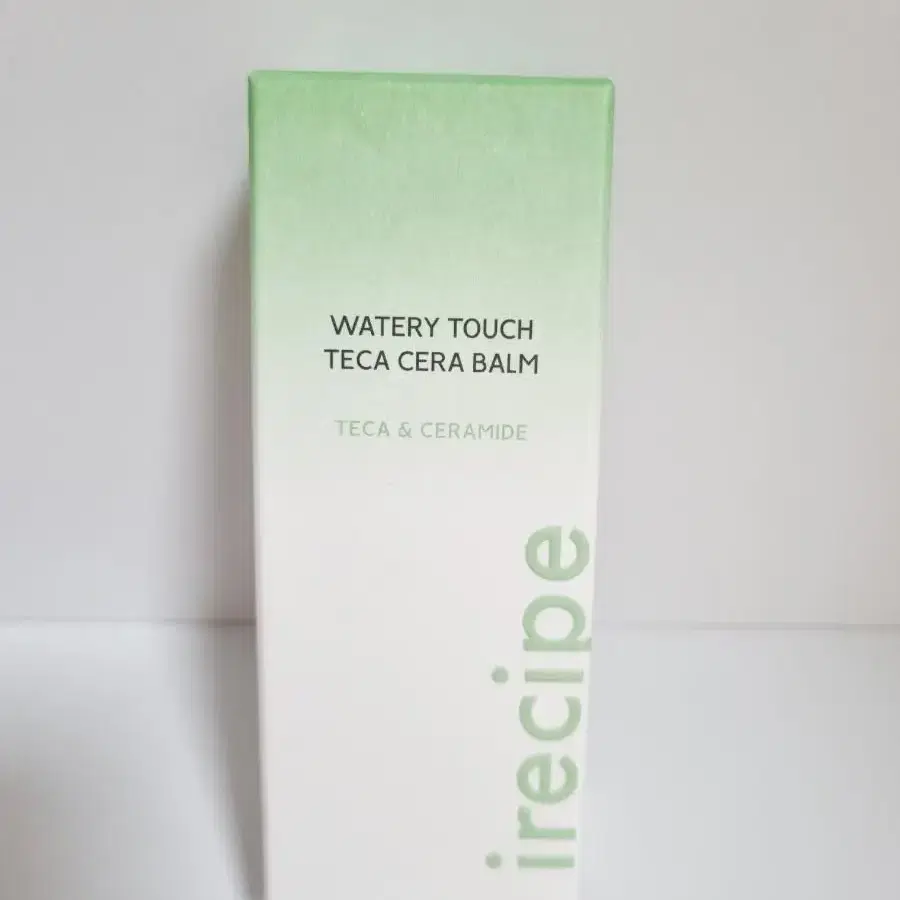 WATERY TOUCH
TECA CERA BALM
TECA & CERAMIDE
irecipe